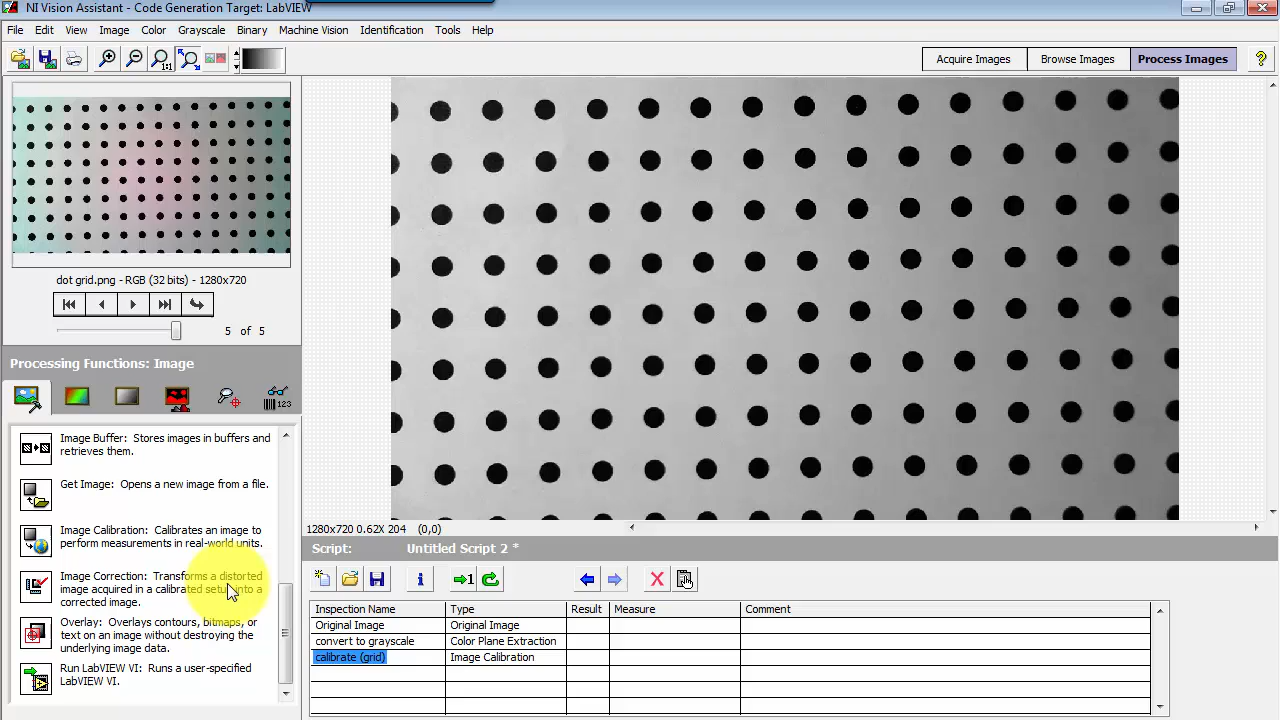 NI Vision Assistant - Code Generation Target: LabVIEW
File Edit View Image Color Grayscale Binary Machine Vision Identification Tools Help
1:1
Acquire Images Browse Images Process Images ?
dot grid.png - RGB (32 bits) - 1280x720
5 of 5
Processing Functions: Image
123
Image Buffer: Stores images in buffers and
retrieves them.
Get Image: Opens a new image from a file.
Image Calibration: Calibrates an image to
perform measurements in real-world units.
Image Correction: Transforms a distorted
image acquired in a calibrated setup into a
corrected image.
Overlay: Overlays contours, bitmaps, or
text on an image without destroying the
underlying image data.
Run LabVIEW VI: Runs a user-specified
LabVIEW VI.
1280x720 0.62X 204 (0,0)
Script: Untitled Script 2 *
i 1
Inspection Name Type Result Measure Comment
Original Image Original Image
convert to grayscale Color Plane Extraction
calibrate (grid) Image Calibration